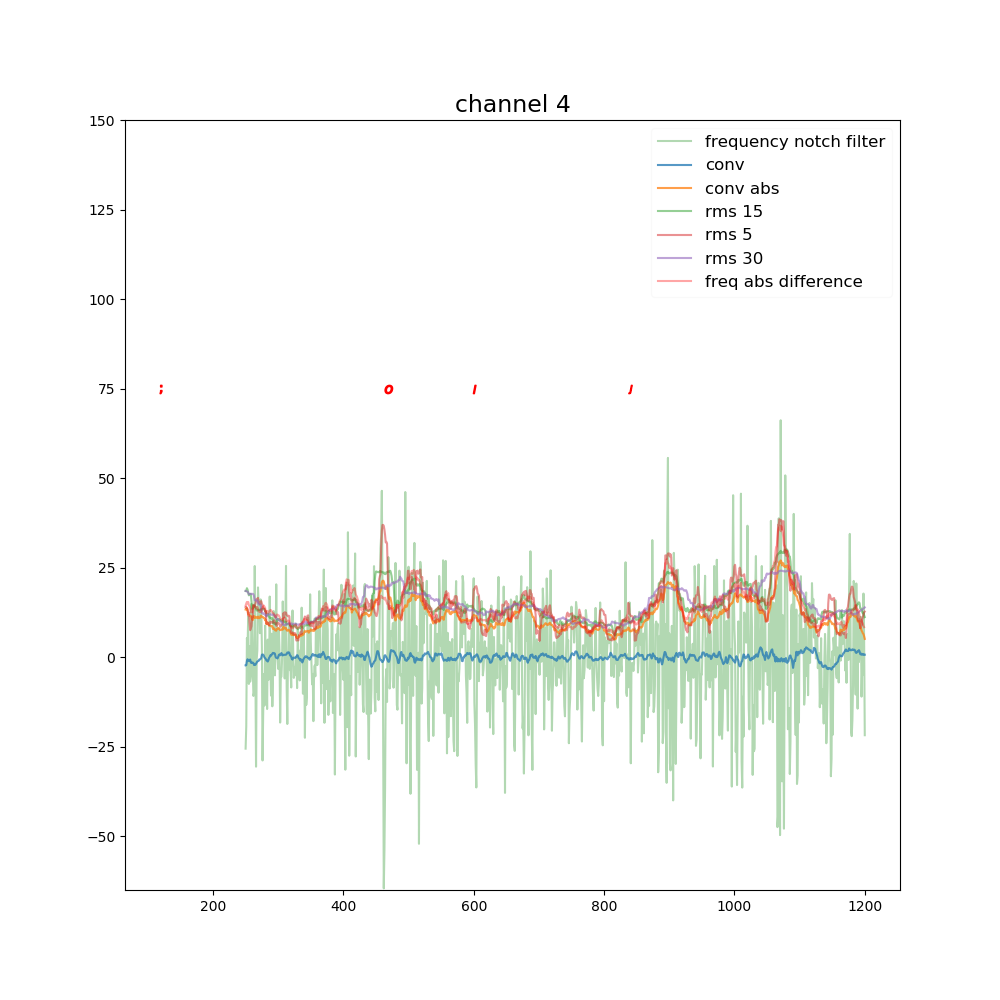 channel 4
150
125
100
75
50
25
0
−25
−50
frequency notch filter
conv
conv abs
rms 15
rms 5
rms 30
freq abs difference
; o l J
200 400 600 800 1000 1200